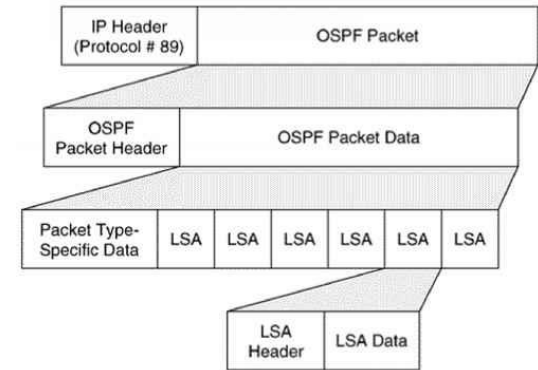 IP Header
(Protocol # 89)
OSPF Packet
OSPF
Packet Header
OSPF Packet Data
Packet Type-
Specific Data
LSA
LSA
LSA
LSA
LSA
LSA
LSA
Header
LSA Data